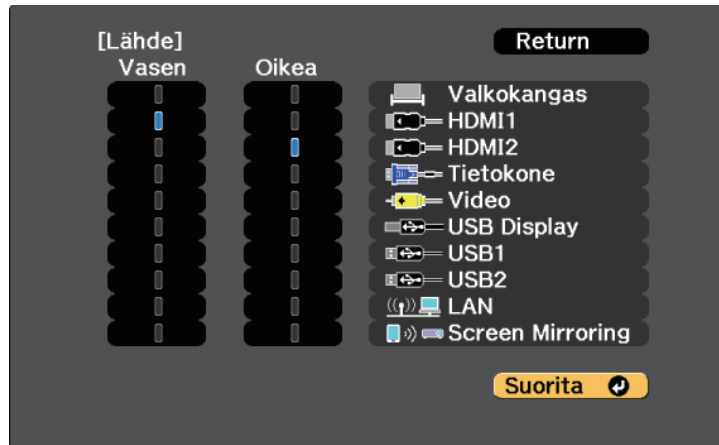 [Lähde]
Return
Vasen Oikea
Valkokangas
HDMI1
HDMI2
Tietokone
Video
USB Display
USB1
USB2
LAN
Screen Mirroring
Suorita